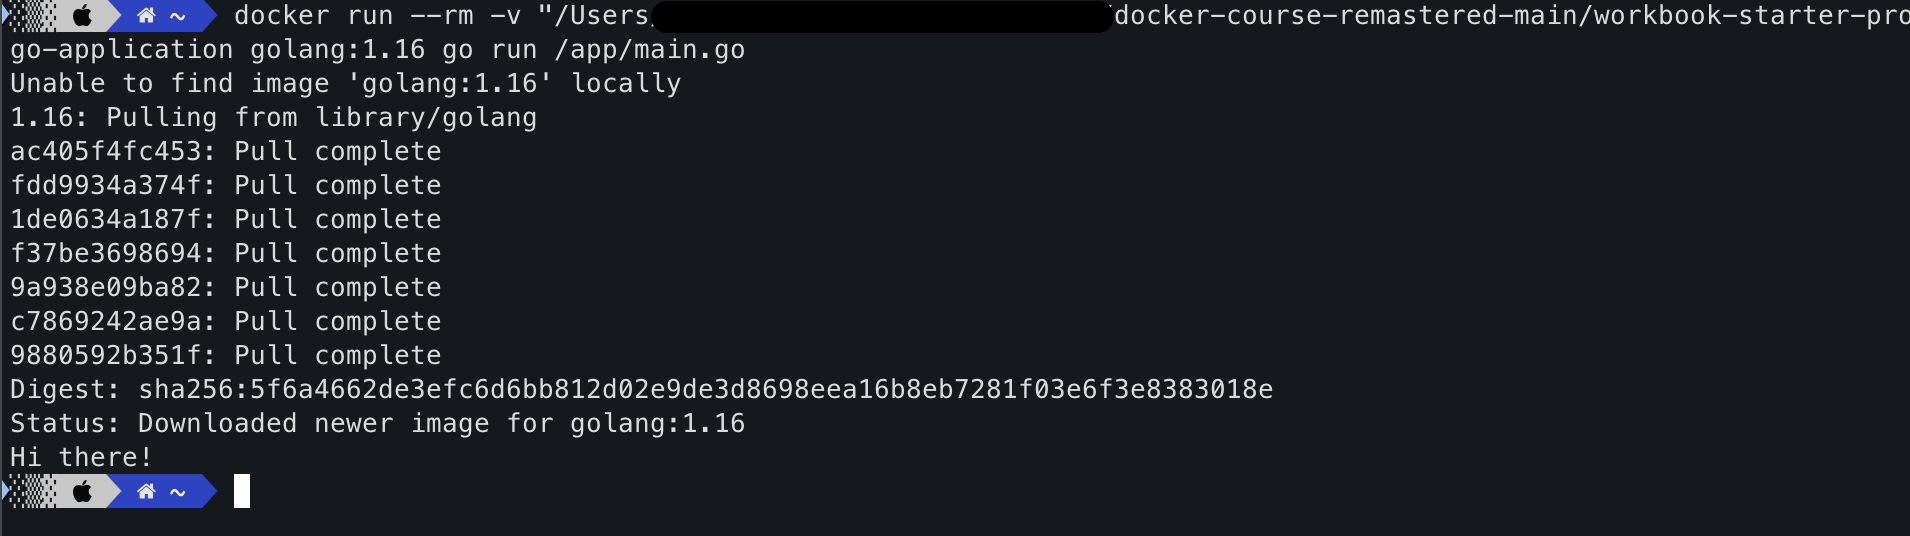 ~ docker run --rm -v "/Users/ docker-course-remastered-main/workbook-starter-pro
go-application golang:1.16 go run /app/main.go
Unable to find image 'golang:1.16' locally
1.16: Pulling from library/golang
ac405f4fc453: Pull complete
fdd9934a374f: Pull complete
1de0634a187f: Pull complete
f37be3698694: Pull complete
9a938e09ba82: Pull complete
c7869242ae9a: Pull complete
9880592b351f: Pull complete
Digest: sha256:5f6a4662de3efc6d6bb812d02e9de3d8698eea16b8eb7281f03e6f3e8383018e
Status: Downloaded newer image for golang:1.16
Hi there!
~